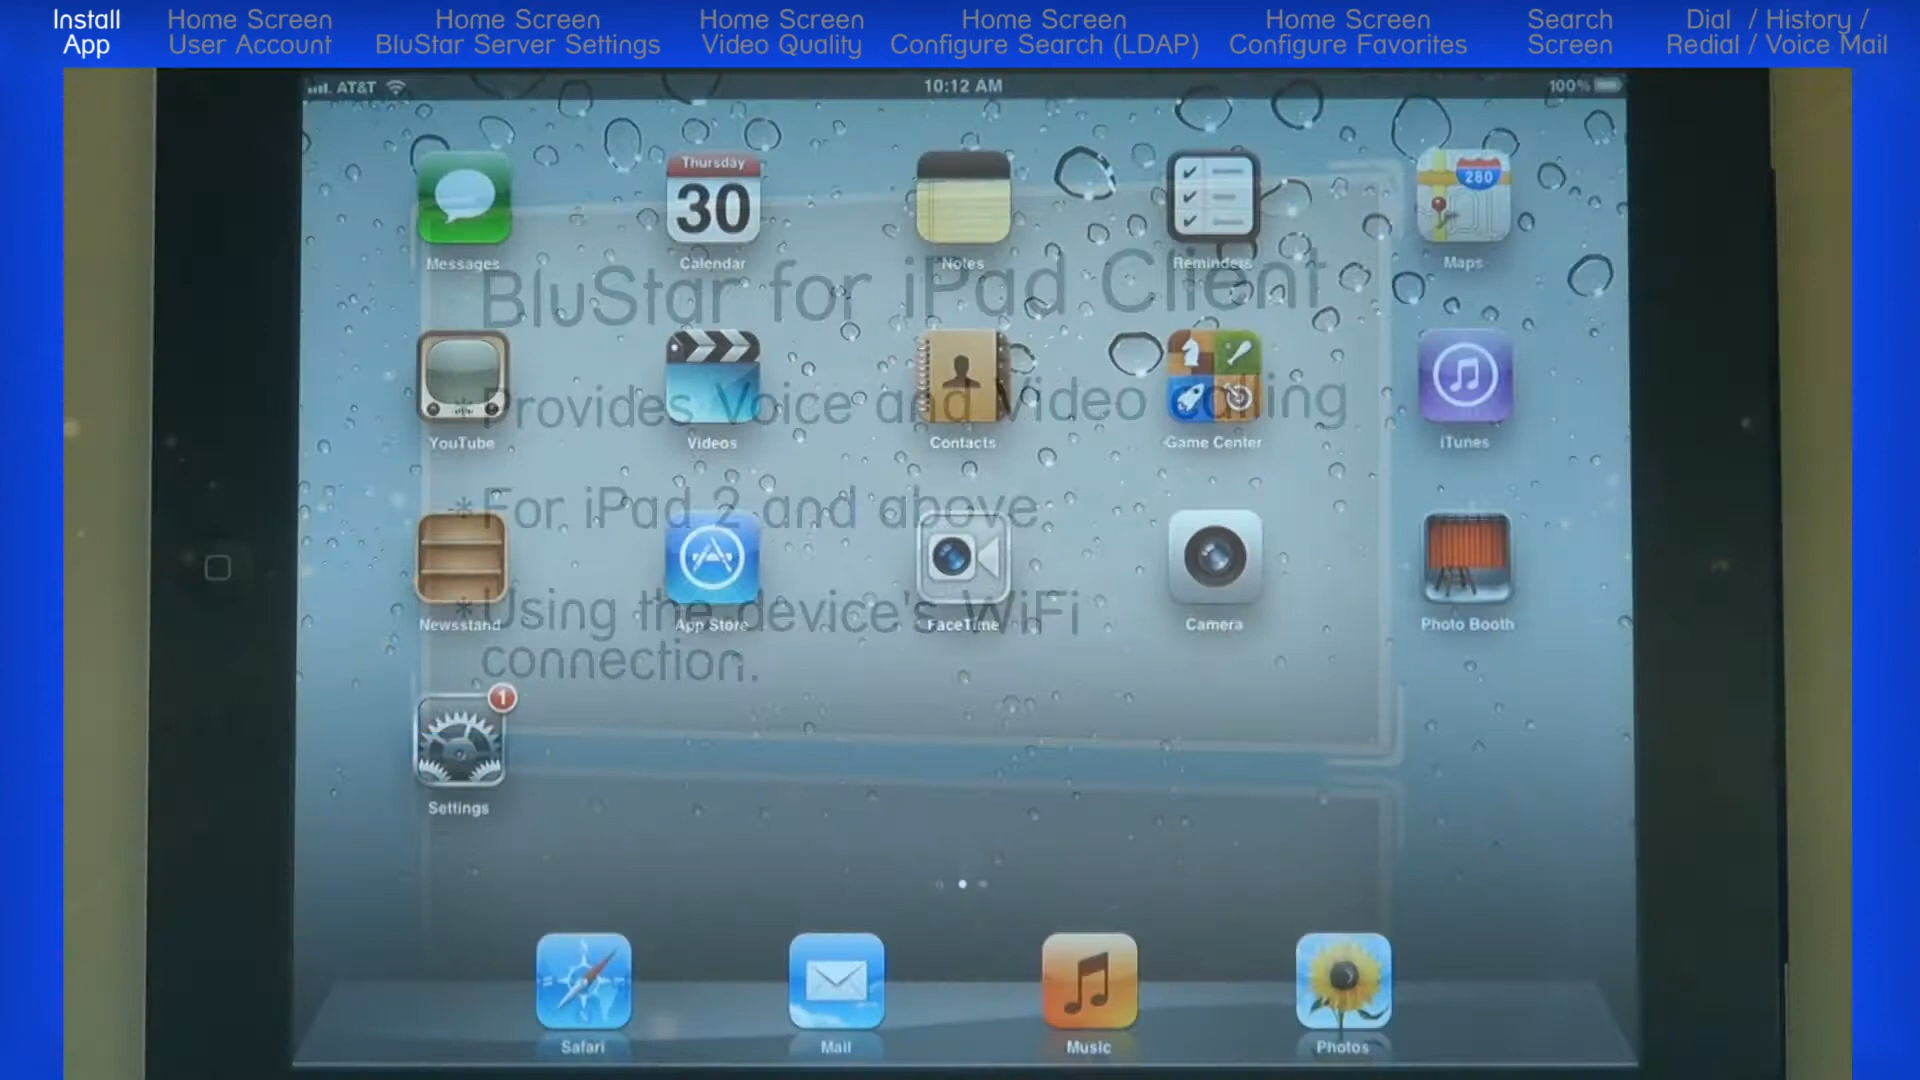 Install
App
Home Screen
User Account
Home Screen
BluStar Server Settings
Home Screen
Video Quality
Home Screen
Configure Search (LDAP)
Home Screen
Configure Favorites
Search
Screen
Dial / History /
Redial / Voice Mail
AT&T
10:12 AM
100%
Thursday
30
280
Messages
Calendar
Notes
Reminders
Maps
BluStar for iPad Client
YouTube
Videos
Contacts
Game Center
iTunes
* Provides Voice and Video calling
* For iPad 2 and above
Newsstand
App Store
FaceTime
Camera
Photo Booth
* Using the device's WiFi
connection.
1
Settings
Safari
Mail
Music
Photos